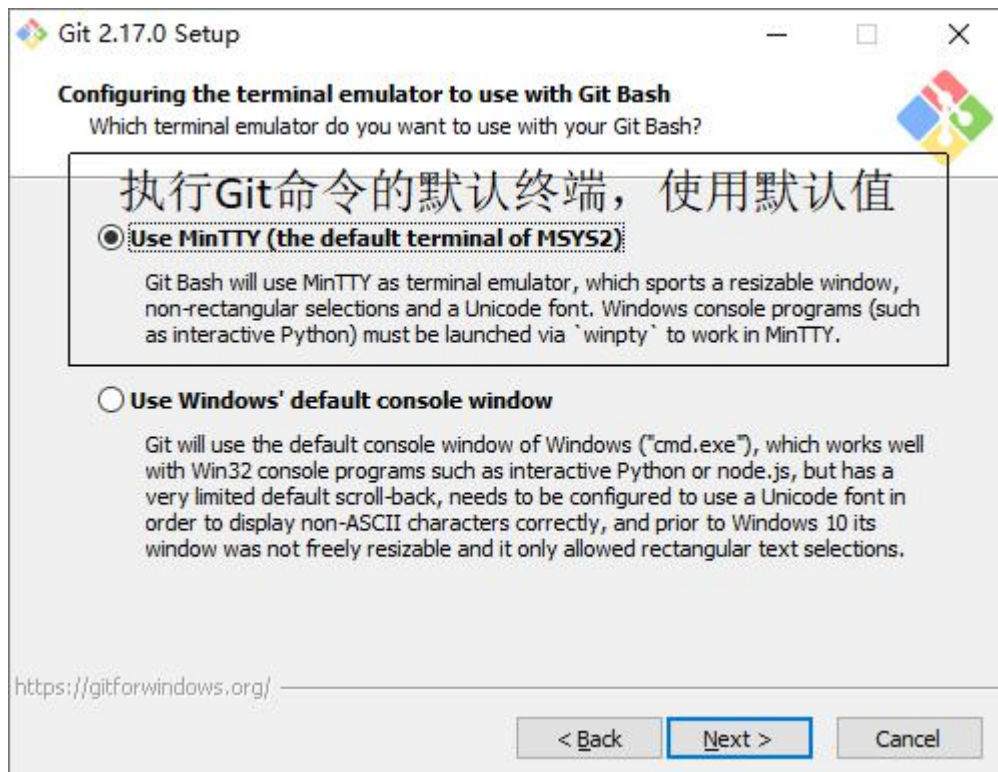 Git 2.17.0 Setup
Configuring the terminal emulator to use with Git Bash
Which terminal emulator do you want to use with your Git Bash?
执行Git命令的默认终端，使用默认值
Use MinTTY (the default terminal of MSYS2)
Git Bash will use MinTTY as terminal emulator, which sports a resizable window,
non-rectangular selections and a Unicode font. Windows console programs (such
as interactive Python) must be launched via `winpty` to work in MinTTY.
Use Windows' default console window
Git will use the default console window of Windows ("cmd.exe"), which works well
with Win32 console programs such as interactive Python or node.js, but has a
very limited default scroll-back, needs to be configured to use a Unicode font in
order to display non-ASCII characters correctly, and prior to Windows 10 its
window was not freely resizable and it only allowed rectangular text selections.
https://gitforwindows.org/
< Back Next > Cancel